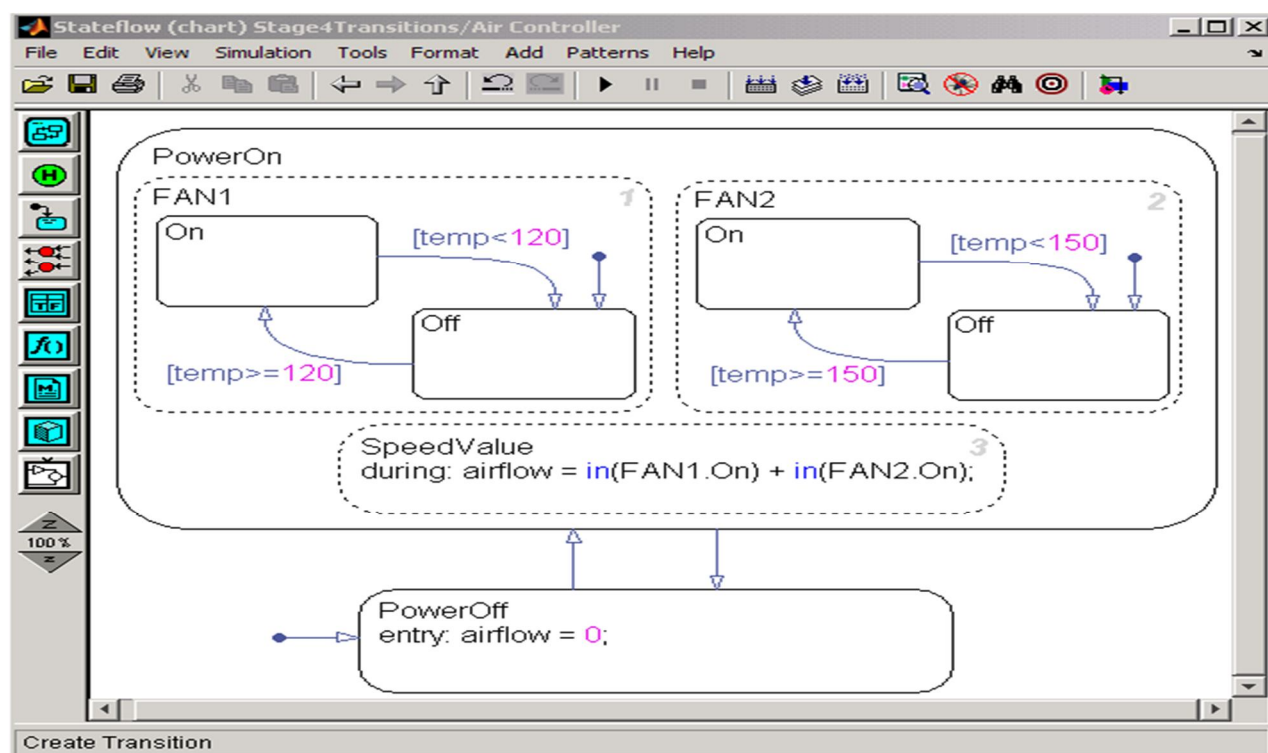 Stateflow (chart) Stage4Transitions/Air Controller
File Edit View Simulation Tools Format Add Patterns Help
PowerOn
FAN1
1
On
[temp<120]
Off
[temp>=120]
FAN2
2
On
[temp<150]
Off
[temp>=150]
SpeedValue
3
during: airflow = in(FAN1.On) + in(FAN2.On);
PowerOff
entry: airflow = 0;
H
TF
f()
M
Z
100 %
z
Create Transition